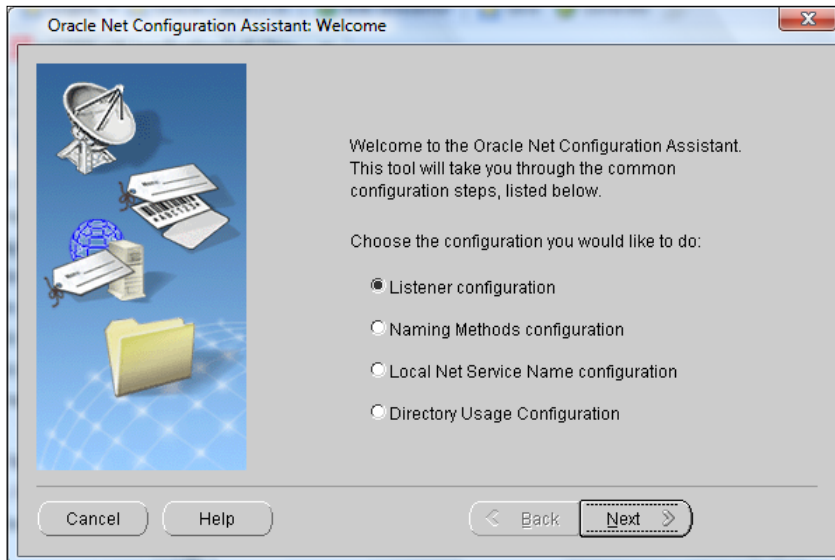 Oracle Net Configuration Assistant: Welcome
Welcome to the Oracle Net Configuration Assistant.
This tool will take you through the common
configuration steps, listed below.
Choose the configuration you would like to do:
Listener configuration
Naming Methods configuration
Local Net Service Name configuration
Directory Usage Configuration
Cancel
Help
Back
Next